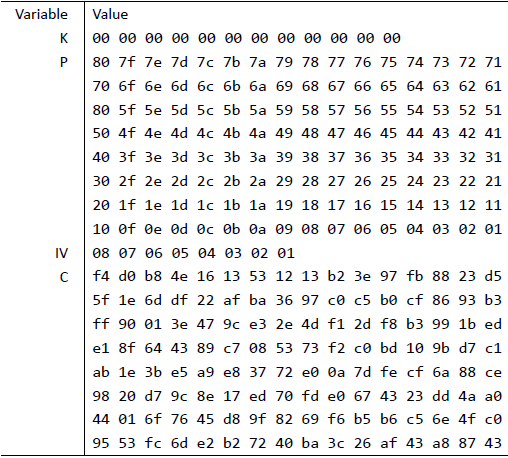 Variable Value
K 00 00 00 00 00 00 00 00 00 00 00 00
P 80 7f 7e 7d 7c 7b 7a 79 78 77 76 75 74 73 72 71
70 6f 6e 6d 6c 6b 6a 69 68 67 66 65 64 63 62 61
80 5f 5e 5d 5c 5b 5a 59 58 57 56 55 54 53 52 51
50 4f 4e 4d 4c 4b 4a 49 48 47 46 45 44 43 42 41
40 3f 3e 3d 3c 3b 3a 39 38 37 36 35 34 33 32 31
30 2f 2e 2d 2c 2b 2a 29 28 27 26 25 24 23 22 21
20 1f 1e 1d 1c 1b 1a 19 18 17 16 15 14 13 12 11
10 0f 0e 0d 0c 0b 0a 09 08 07 06 05 04 03 02 01
IV 08 07 06 05 04 03 02 01
C f4 d0 b8 4e 16 13 53 12 13 b2 3e 97 fb 88 23 d5
5f 1e 6d df 22 af ba 36 97 c0 c5 b0 cf 86 93 b3
ff 90 01 3e 47 9c e3 2e 4d f1 2d f8 b3 99 1b ed
e1 8f 64 43 89 c7 08 53 73 f2 c0 bd 10 9b d7 c1
ab 1e 3b e5 a9 e8 37 72 e0 0a 7d fe cf 6a 88 ce
98 20 d7 9c 8e 17 ed 70 fd e0 67 43 23 dd 4a a0
44 01 6f 76 45 d8 9f 82 69 f6 b5 b6 c5 6e 4f c0
95 53 fc 6d e2 b2 72 40 ba 3c 26 af 43 a8 87 43